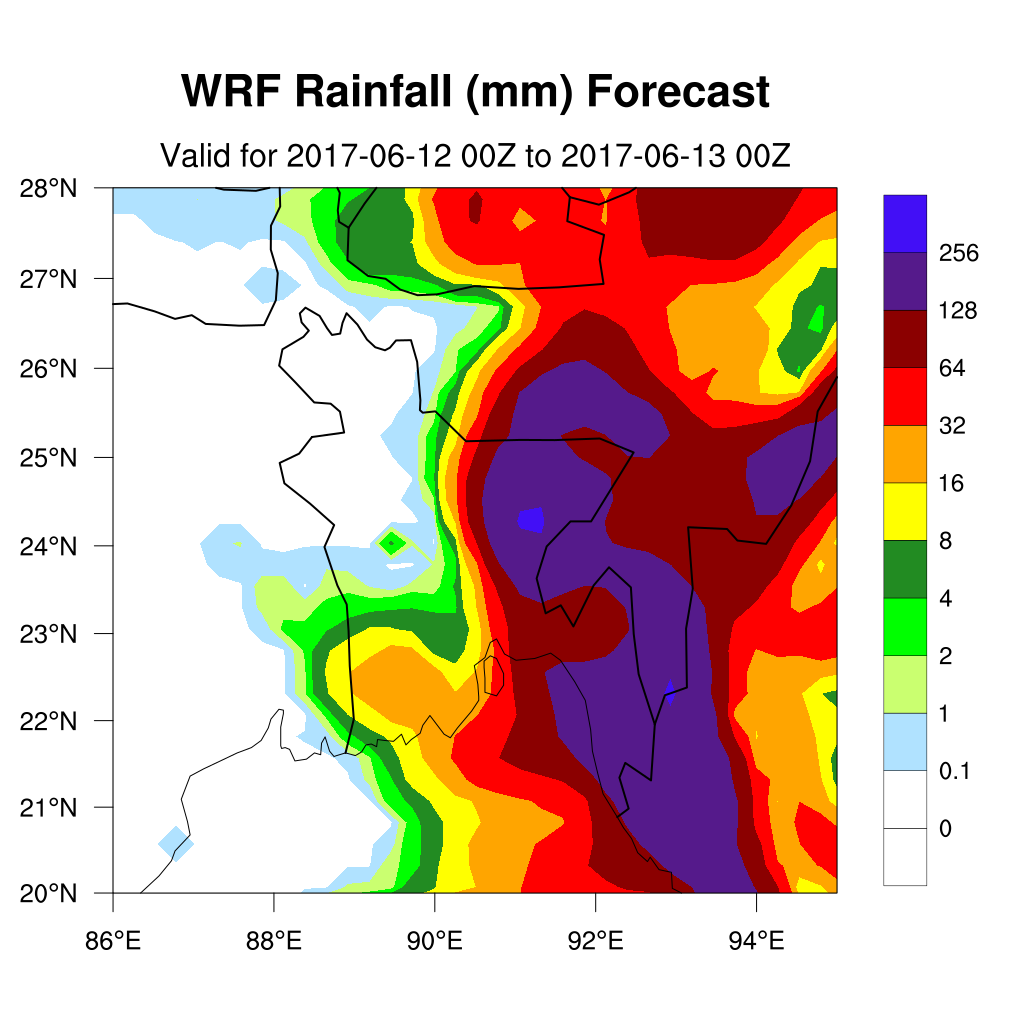 WRF Rainfall (mm) Forecast
Valid for 2017-06-12 00Z to 2017-06-13 00Z
28°N
27°N
26°N
25°N
24°N
23°N
22°N
21°N
20°N
86°E
88°E
90°E
92°E
94°E
256
128
64
32
16
8
4
2
1
0.1
0